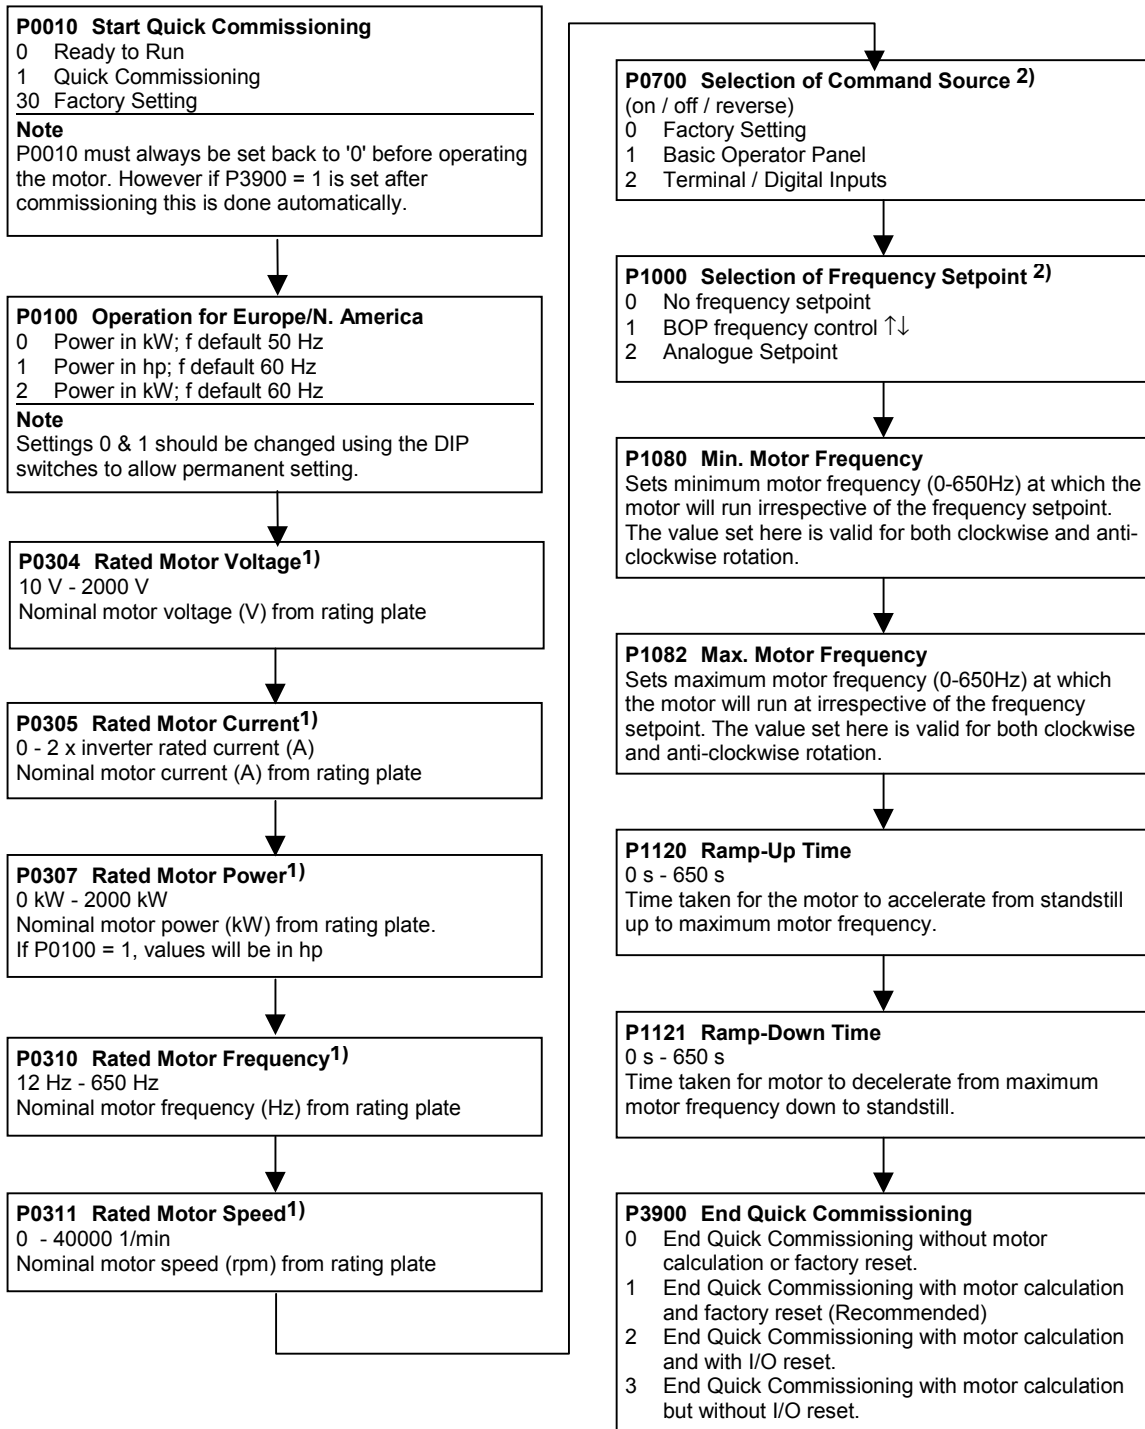 P0010 Start Quick Commissioning
0 Ready to Run
1 Quick Commissioning
30 Factory Setting
Note
P0010 must always be set back to '0' before operating
the motor. However if P3900 = 1 is set after
commissioning this is done automatically.
P0100 Operation for Europe/N. America
0 Power in kW; f default 50 Hz
1 Power in hp; f default 60 Hz
2 Power in kW; f default 60 Hz
Note
Settings 0 & 1 should be changed using the DIP
switches to allow permanent setting.
P0304 Rated Motor Voltage1)
10 V - 2000 V
Nominal motor voltage (V) from rating plate
P0305 Rated Motor Current1)
0 - 2 x inverter rated current (A)
Nominal motor current (A) from rating plate
P0307 Rated Motor Power1)
0 kW - 2000 kW
Nominal motor power (kW) from rating plate.
If P0100 = 1, values will be in hp
P0310 Rated Motor Frequency1)
12 Hz - 650 Hz
Nominal motor frequency (Hz) from rating plate
P0311 Rated Motor Speed1)
0 - 40000 1/min
Nominal motor speed (rpm) from rating plate
P0700 Selection of Command Source 2)
(on / off / reverse)
0 Factory Setting
1 Basic Operator Panel
2 Terminal / Digital Inputs
P1000 Selection of Frequency Setpoint 2)
0 No frequency setpoint
1 BOP frequency control ↑↓
2 Analogue Setpoint
P1080 Min. Motor Frequency
Sets minimum motor frequency (0-650Hz) at which the
motor will run irrespective of the frequency setpoint.
The value set here is valid for both clockwise and anti-
clockwise rotation.
P1082 Max. Motor Frequency
Sets maximum motor frequency (0-650Hz) at which
the motor will run at irrespective of the frequency
setpoint. The value set here is valid for both clockwise
and anti-clockwise rotation.
P1120 Ramp-Up Time
0 s - 650 s
Time taken for the motor to accelerate from standstill
up to maximum motor frequency.
P1121 Ramp-Down Time
0 s - 650 s
Time taken for motor to decelerate from maximum
motor frequency down to standstill.
P3900 End Quick Commissioning
0 End Quick Commissioning without motor
calculation or factory reset.
1 End Quick Commissioning with motor calculation
and factory reset (Recommended)
2 End Quick Commissioning with motor calculation
and with I/O reset.
3 End Quick Commissioning with motor calculation
but without I/O reset.